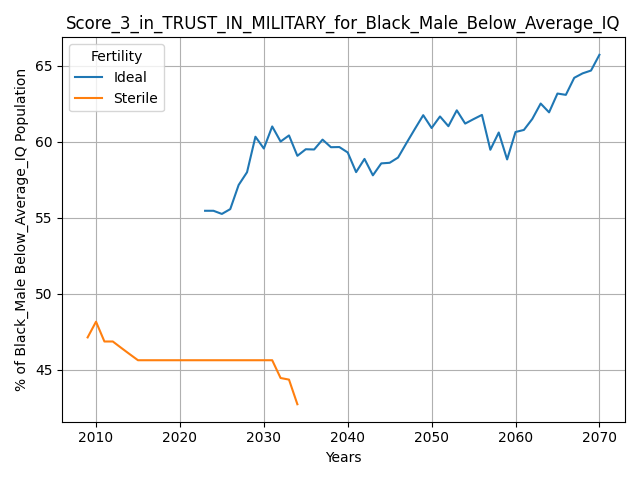 Score_3_in_TRUST_IN_MILITARY_for_Black_Male_Below_Average_IQ
Fertility
Ideal
Sterile
% of Black_Male Below_Average_IQ Population
65
60
55
50
45
2010
2020
2030
2040
2050
2060
2070
Years